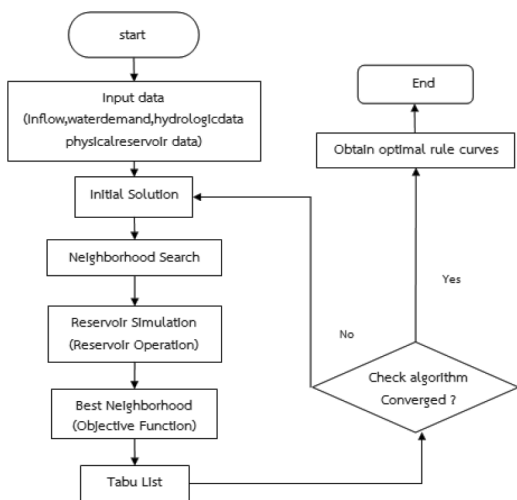 start
Input data
(Inflow,waterdemand,hydrologicdata
physicalreservoir data)
Initial Solution
Neighborhood Search
Reservoir Simulation
(Reservoir Operation)
Best Neighborhood
(Objective Function)
Tabu List
Check algorithm
Converged ?
No
Yes
Obtain optimal rule curves
End